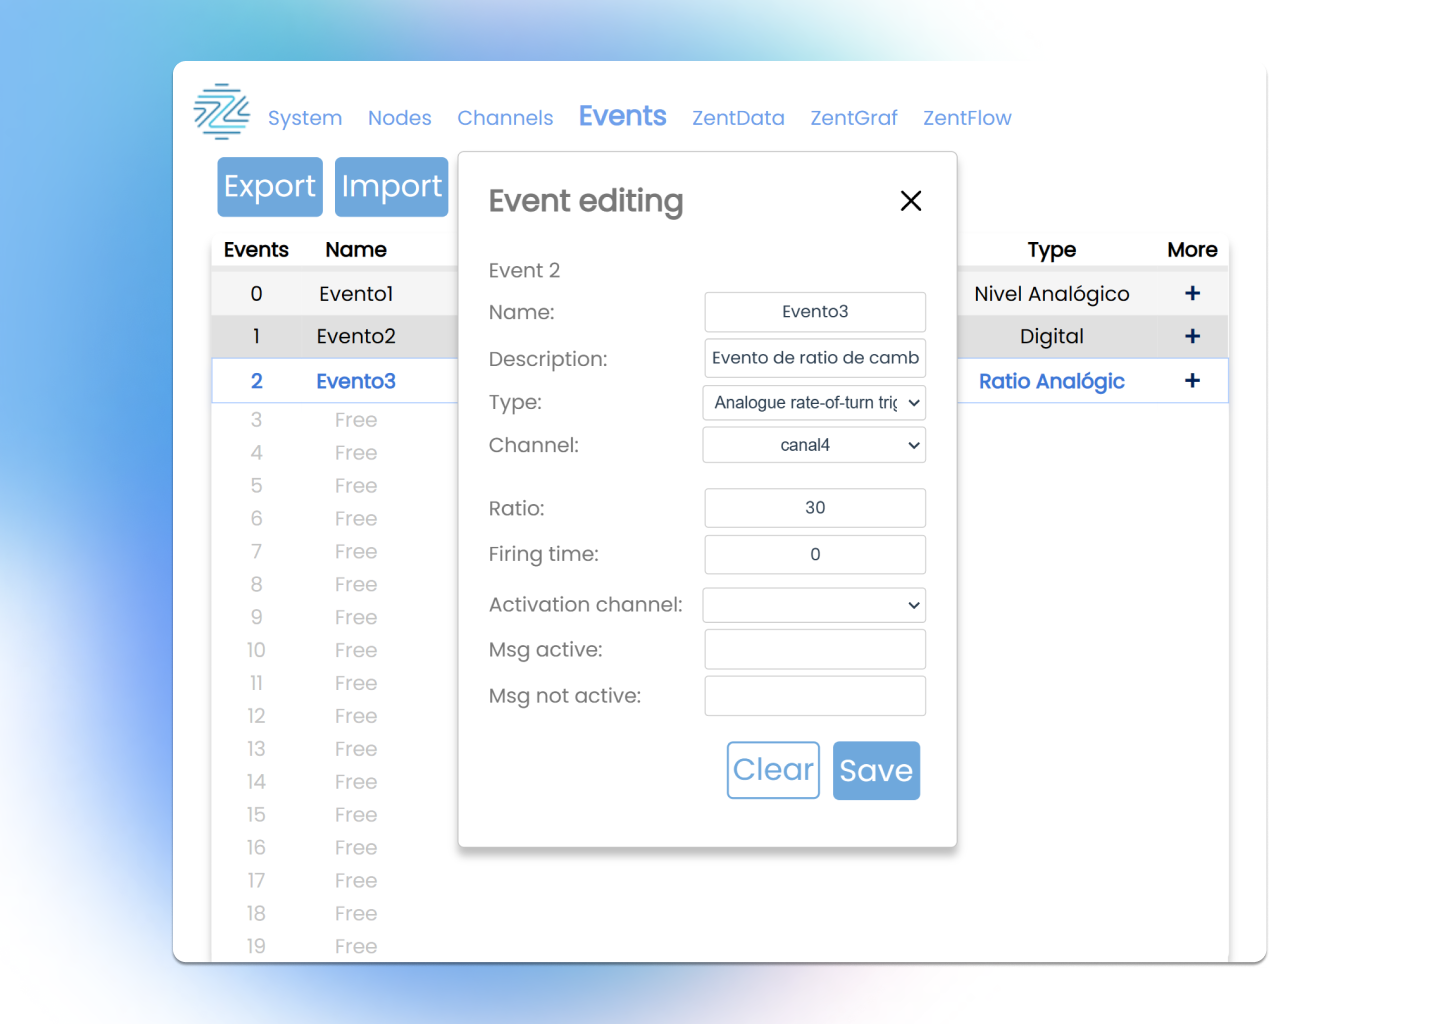 System Nodes Channels Events ZentData ZentGraf ZentFlow
Export Import
Event editing
Events Name Type More
Event 2
0 Evento1 Nivel Analógico +
Name: Evento3
1 Evento2 Digital +
Description: Evento de ratio de camb
2 Evento3 Ratio Analógic +
Type: Analogue rate-of-turn trig
3 Free
Channel: canal4
4 Free
5 Free
Ratio: 30
6 Free
7 Free
Firing time: 0
8 Free
Activation channel:
9 Free
10 Free
Msg active:
11 Free
Msg not active:
12 Free
13 Free
Clear Save
14 Free
15 Free
16 Free
17 Free
18 Free
19 Free